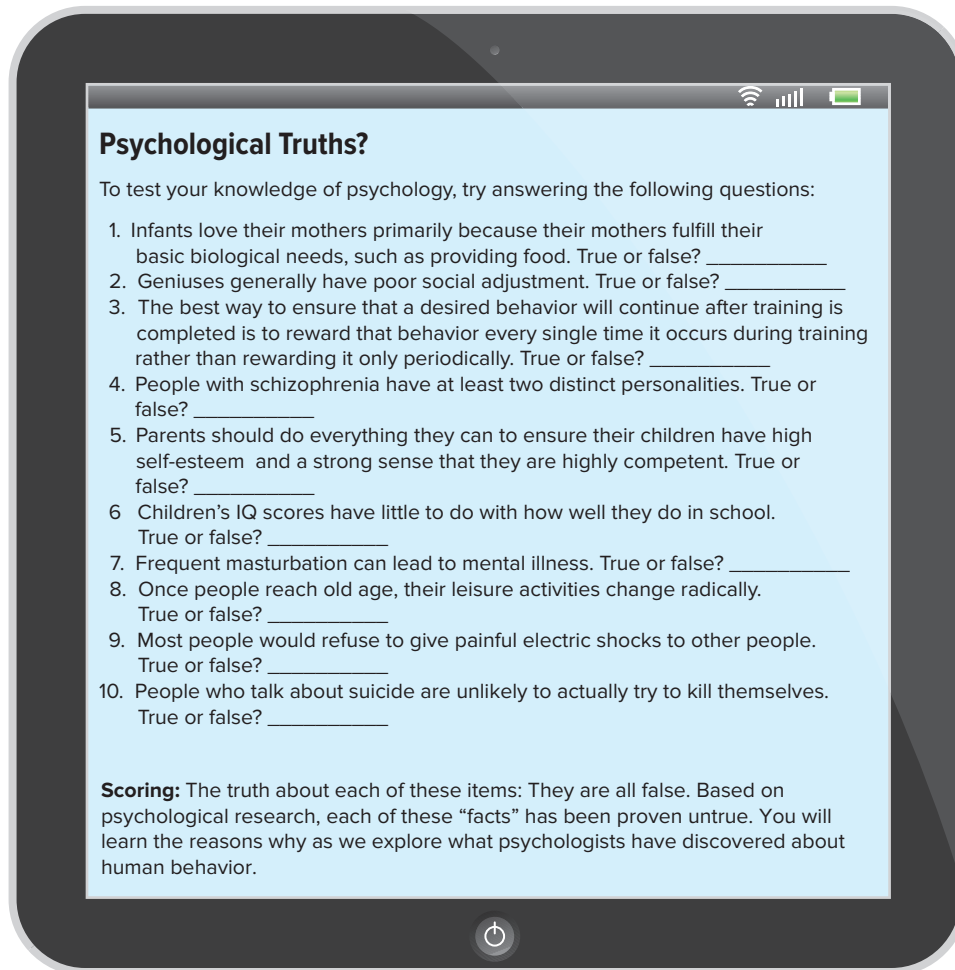 Psychological Truths?
To test your knowledge of psychology, try answering the following questions:
1. Infants love their mothers primarily because their mothers fulfill their
basic biological needs, such as providing food. True or false? __________
2. Geniuses generally have poor social adjustment. True or false? __________
3. The best way to ensure that a desired behavior will continue after training is
completed is to reward that behavior every single time it occurs during training
rather than rewarding it only periodically. True or false? __________
4. People with schizophrenia have at least two distinct personalities. True or
false? __________
5. Parents should do everything they can to ensure their children have high
self-esteem and a strong sense that they are highly competent. True or
false? __________
6 Children’s IQ scores have little to do with how well they do in school.
True or false? __________
7. Frequent masturbation can lead to mental illness. True or false? __________
8. Once people reach old age, their leisure activities change radically.
True or false? __________
9. Most people would refuse to give painful electric shocks to other people.
True or false? __________
10. People who talk about suicide are unlikely to actually try to kill themselves.
True or false? __________
Scoring: The truth about each of these items: They are all false. Based on
psychological research, each of these “facts” has been proven untrue. You will
learn the reasons why as we explore what psychologists have discovered about
human behavior.